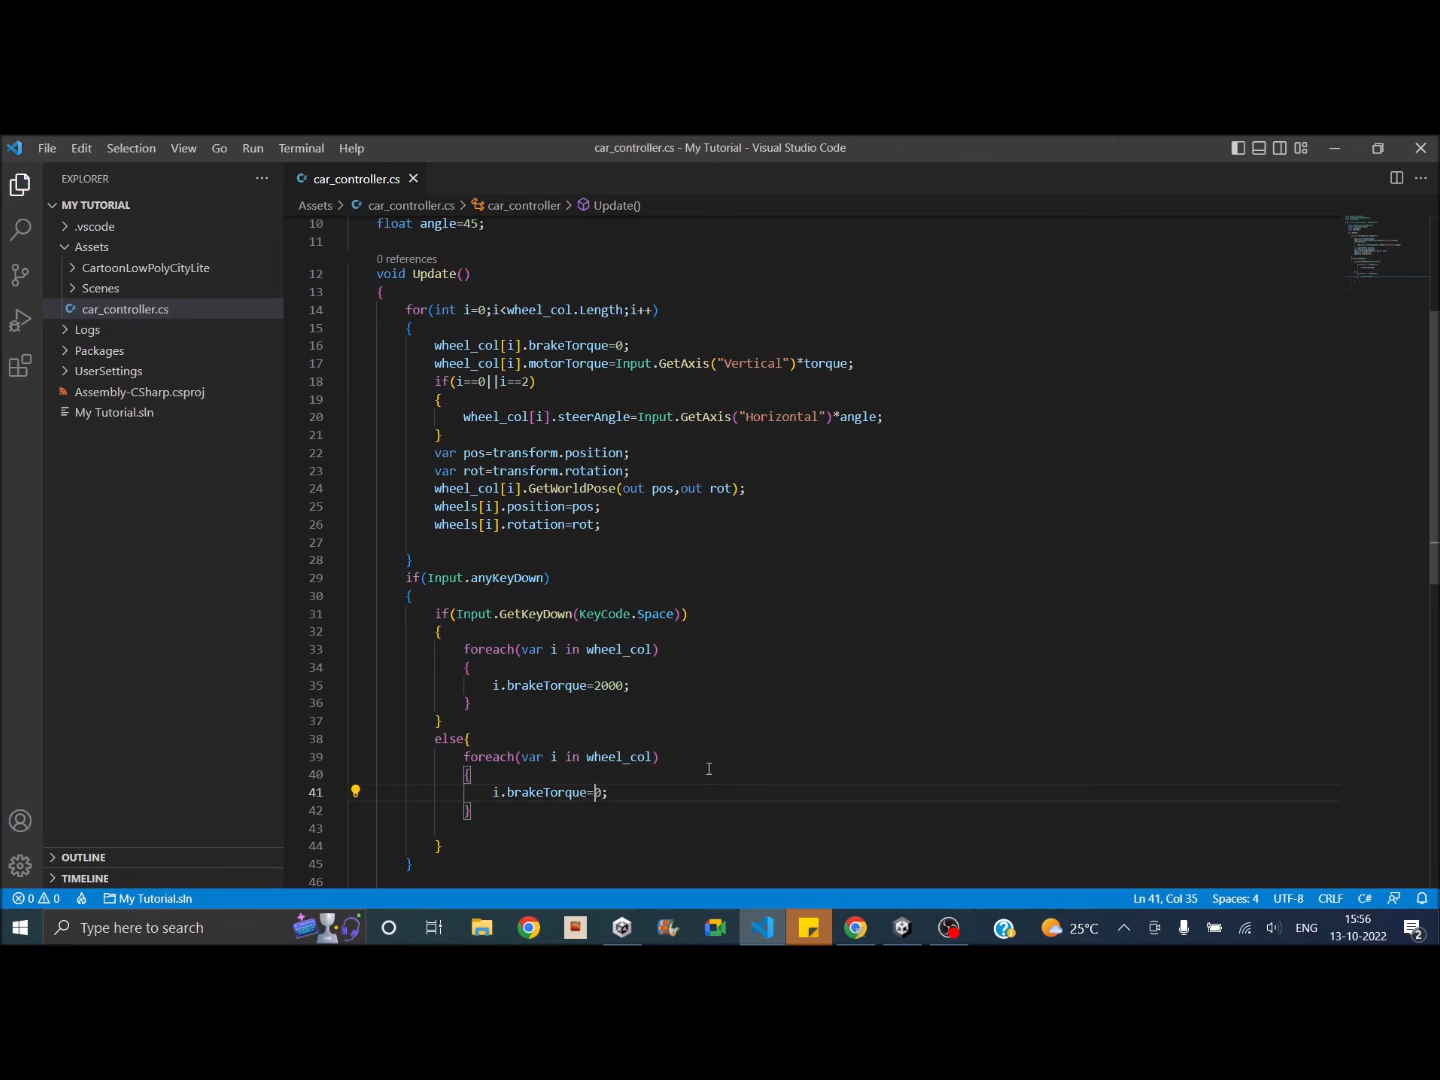 File Edit Selection View Go Run Terminal Help
car_controller.cs - My Tutorial - Visual Studio Code
EXPLORER
MY TUTORIAL
.vscode
Assets
CartoonLowPolyCityLite
Scenes
car_controller.cs
Logs
Packages
UserSettings
Assembly-CSharp.csproj
My Tutorial.sln
OUTLINE
TIMELINE
car_controller.cs
Assets > car_controller.cs > car_controller > Update()
10 float angle=45;
11
0 references
12 void Update()
13 {
14 for(int i=0;i<wheel_col.Length;i++)
15 {
16 wheel_col[i].brakeTorque=0;
17 wheel_col[i].motorTorque=Input.GetAxis("Vertical")*torque;
18 if(i==0||i==2)
19 {
20 wheel_col[i].steerAngle=Input.GetAxis("Horizontal")*angle;
21 }
22 var pos=transform.position;
23 var rot=transform.rotation;
24 wheel_col[i].GetWorldPose(out pos,out rot);
25 wheels[i].position=pos;
26 wheels[i].rotation=rot;
27
28 }
29 if(Input.anyKeyDown)
30 {
31 if(Input.GetKeyDown(KeyCode.Space))
32 {
33 foreach(var i in wheel_col)
34 {
35 i.brakeTorque=2000;
36 }
37 }
38 else{
39 foreach(var i in wheel_col)
40 {
41 i.brakeTorque=0;
42 }
43
44 }
45 }
46
0 0 My Tutorial.sln
Ln 41, Col 35 Spaces: 4 UTF-8 CRLF C#
Type here to search
25°C
ENG
15:56
13-10-2022
2